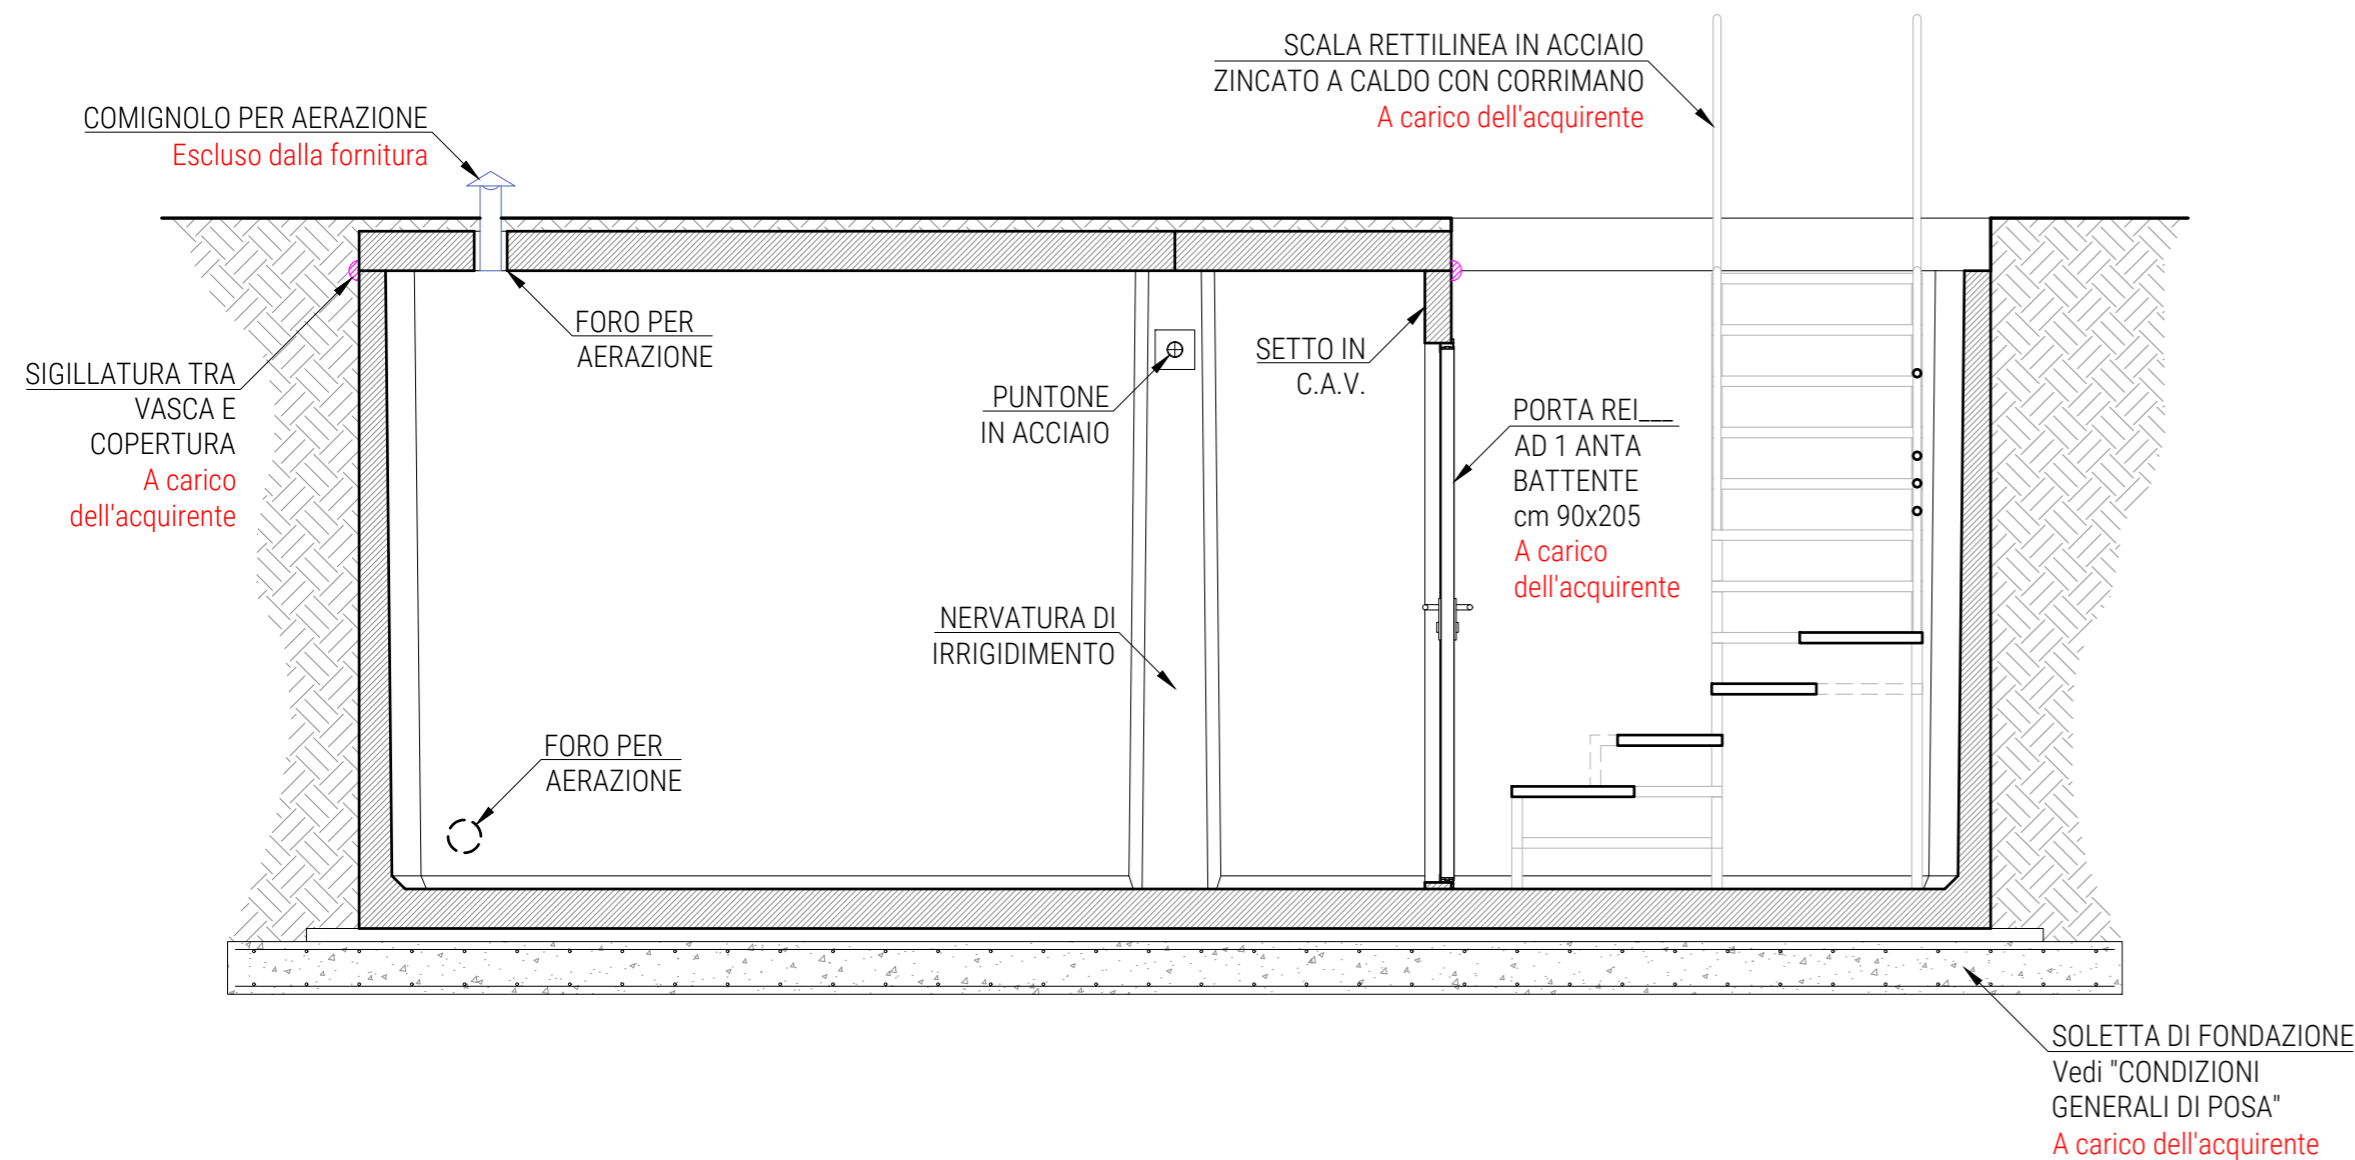 SCALA RETTILINEA IN ACCIAIO
ZINCATO A CALDO CON CORRIMANO
A carico dell'acquirente
COMIGNOLO PER AERAZIONE
Escluso dalla fornitura
FORO PER
AERAZIONE
SIGILLATURA TRA
VASCA E
COPERTURA
A carico
dell'acquirente
PUNTONE
IN ACCIAIO
SETTO IN
C.A.V.
PORTA REI___
AD 1 ANTA
BATTENTE
cm 90x205
A carico
dell'acquirente
NERVATURA DI
IRRIGIDIMENTO
FORO PER
AERAZIONE
SOLETTA DI FONDAZIONE
Vedi "CONDIZIONI
GENERALI DI POSA"
A carico dell'acquirente